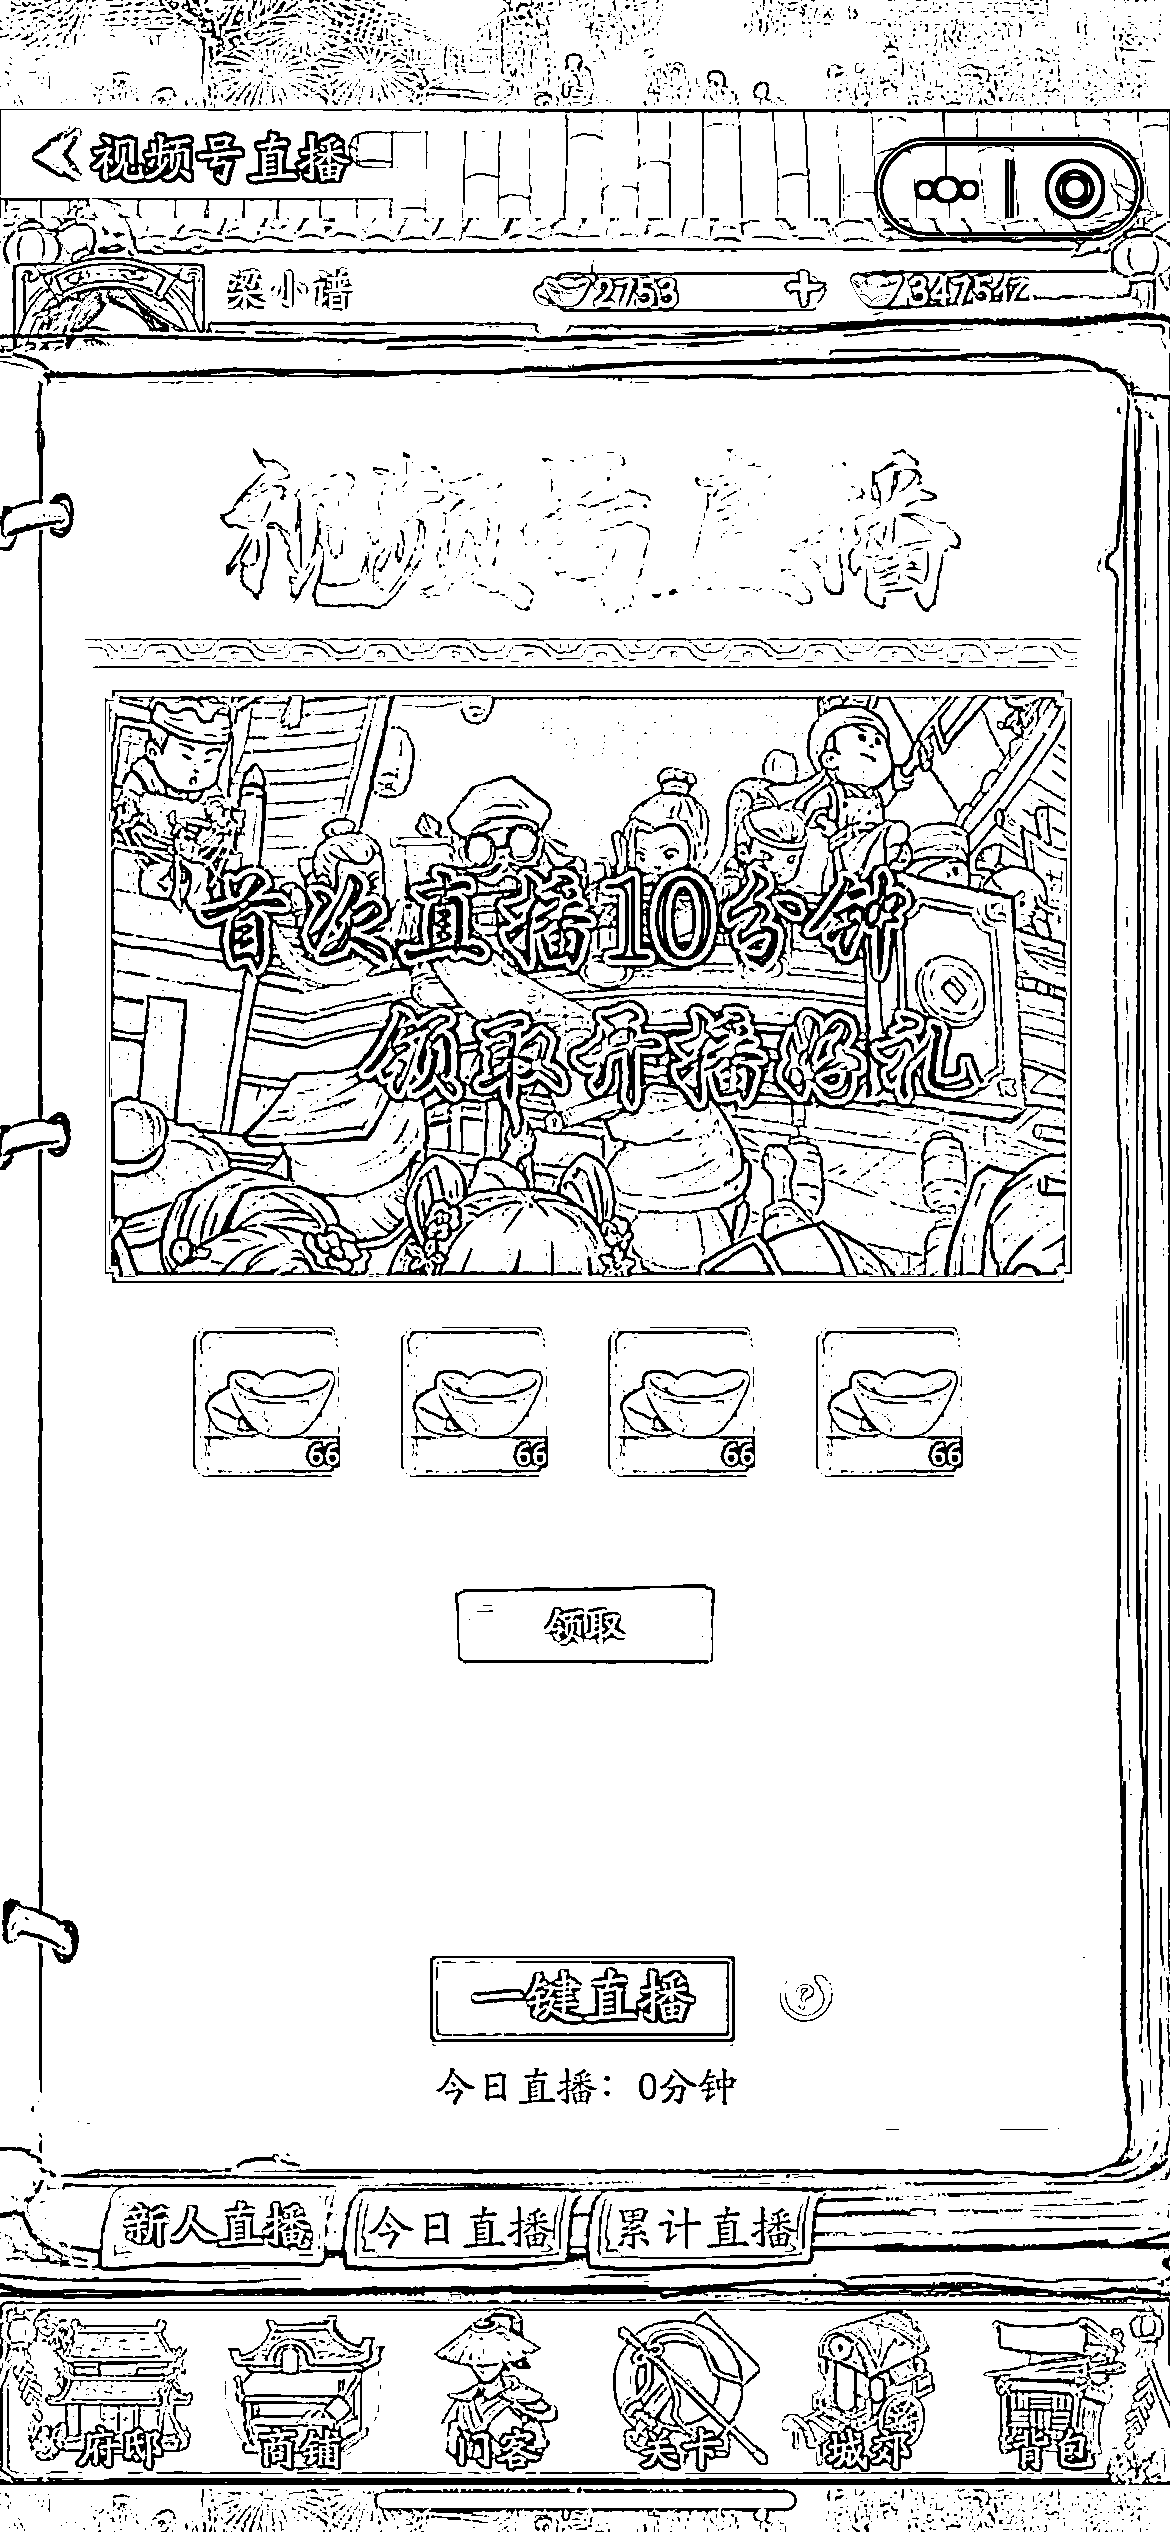 视频号直播
梁小谱
2753
347512
视频号直播
首次直播10分钟
领取开播好礼
66
66
66
66
领取
一键直播
?
今日直播：0分钟
新人直播
今日直播
累计直播
府邸
商铺
门客
关卡
城郊
背包